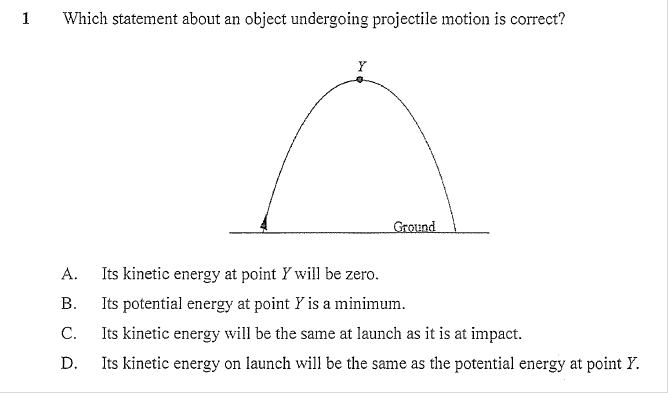 1 Which statement about an object undergoing projectile motion is correct?
Y
Ground
A. Its kinetic energy at point Y will be zero.
B. Its potential energy at point Y is a minimum.
C. Its kinetic energy will be the same at launch as it is at impact.
D. Its kinetic energy on launch will be the same as the potential energy at point Y.